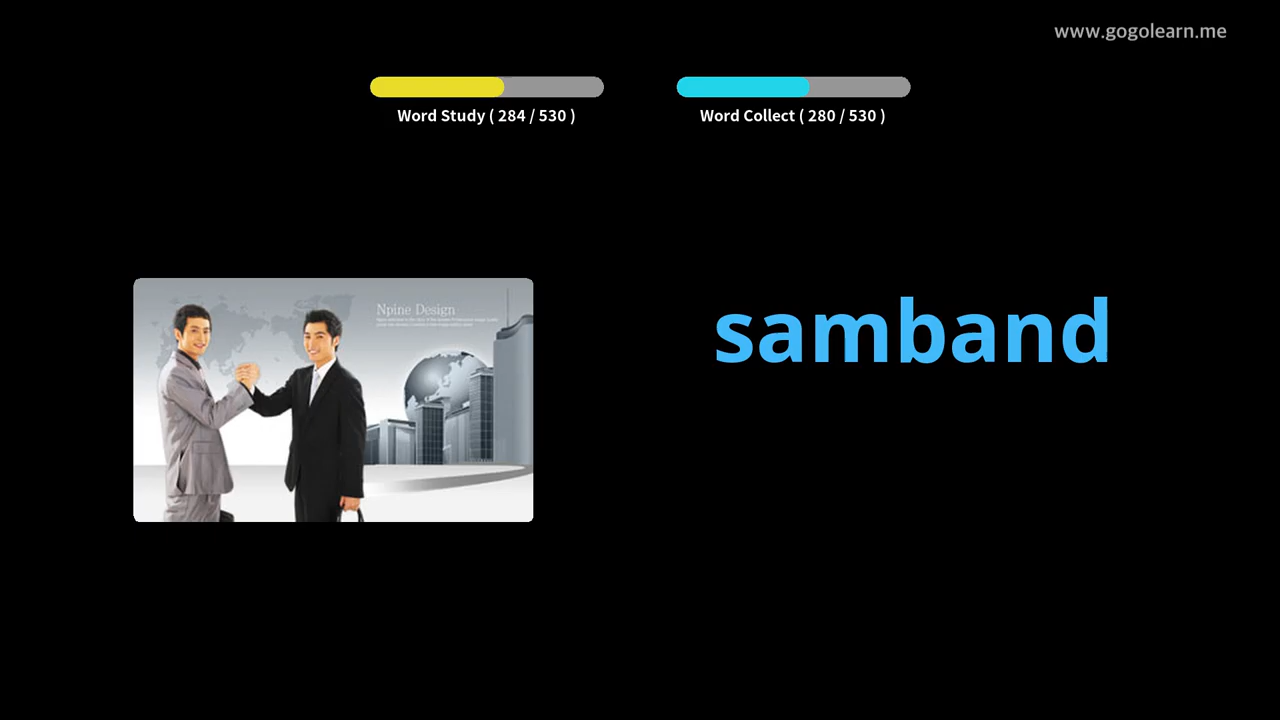 www.gogolearn.me
Word Study ( 284 / 530 )
Word Collect ( 280 / 530 )
Npine Design
samband